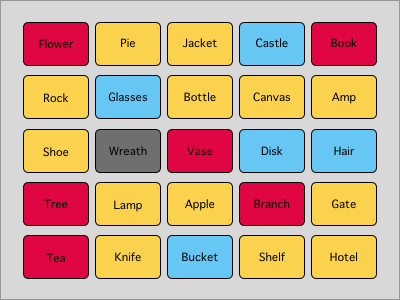 Flower Pie Jacket Castle Book
Rock Glasses Bottle Canvas Amp
Shoe Wreath Vase Disk Hair
Tree Lamp Apple Branch Gate
Tea Knife Bucket Shelf Hotel